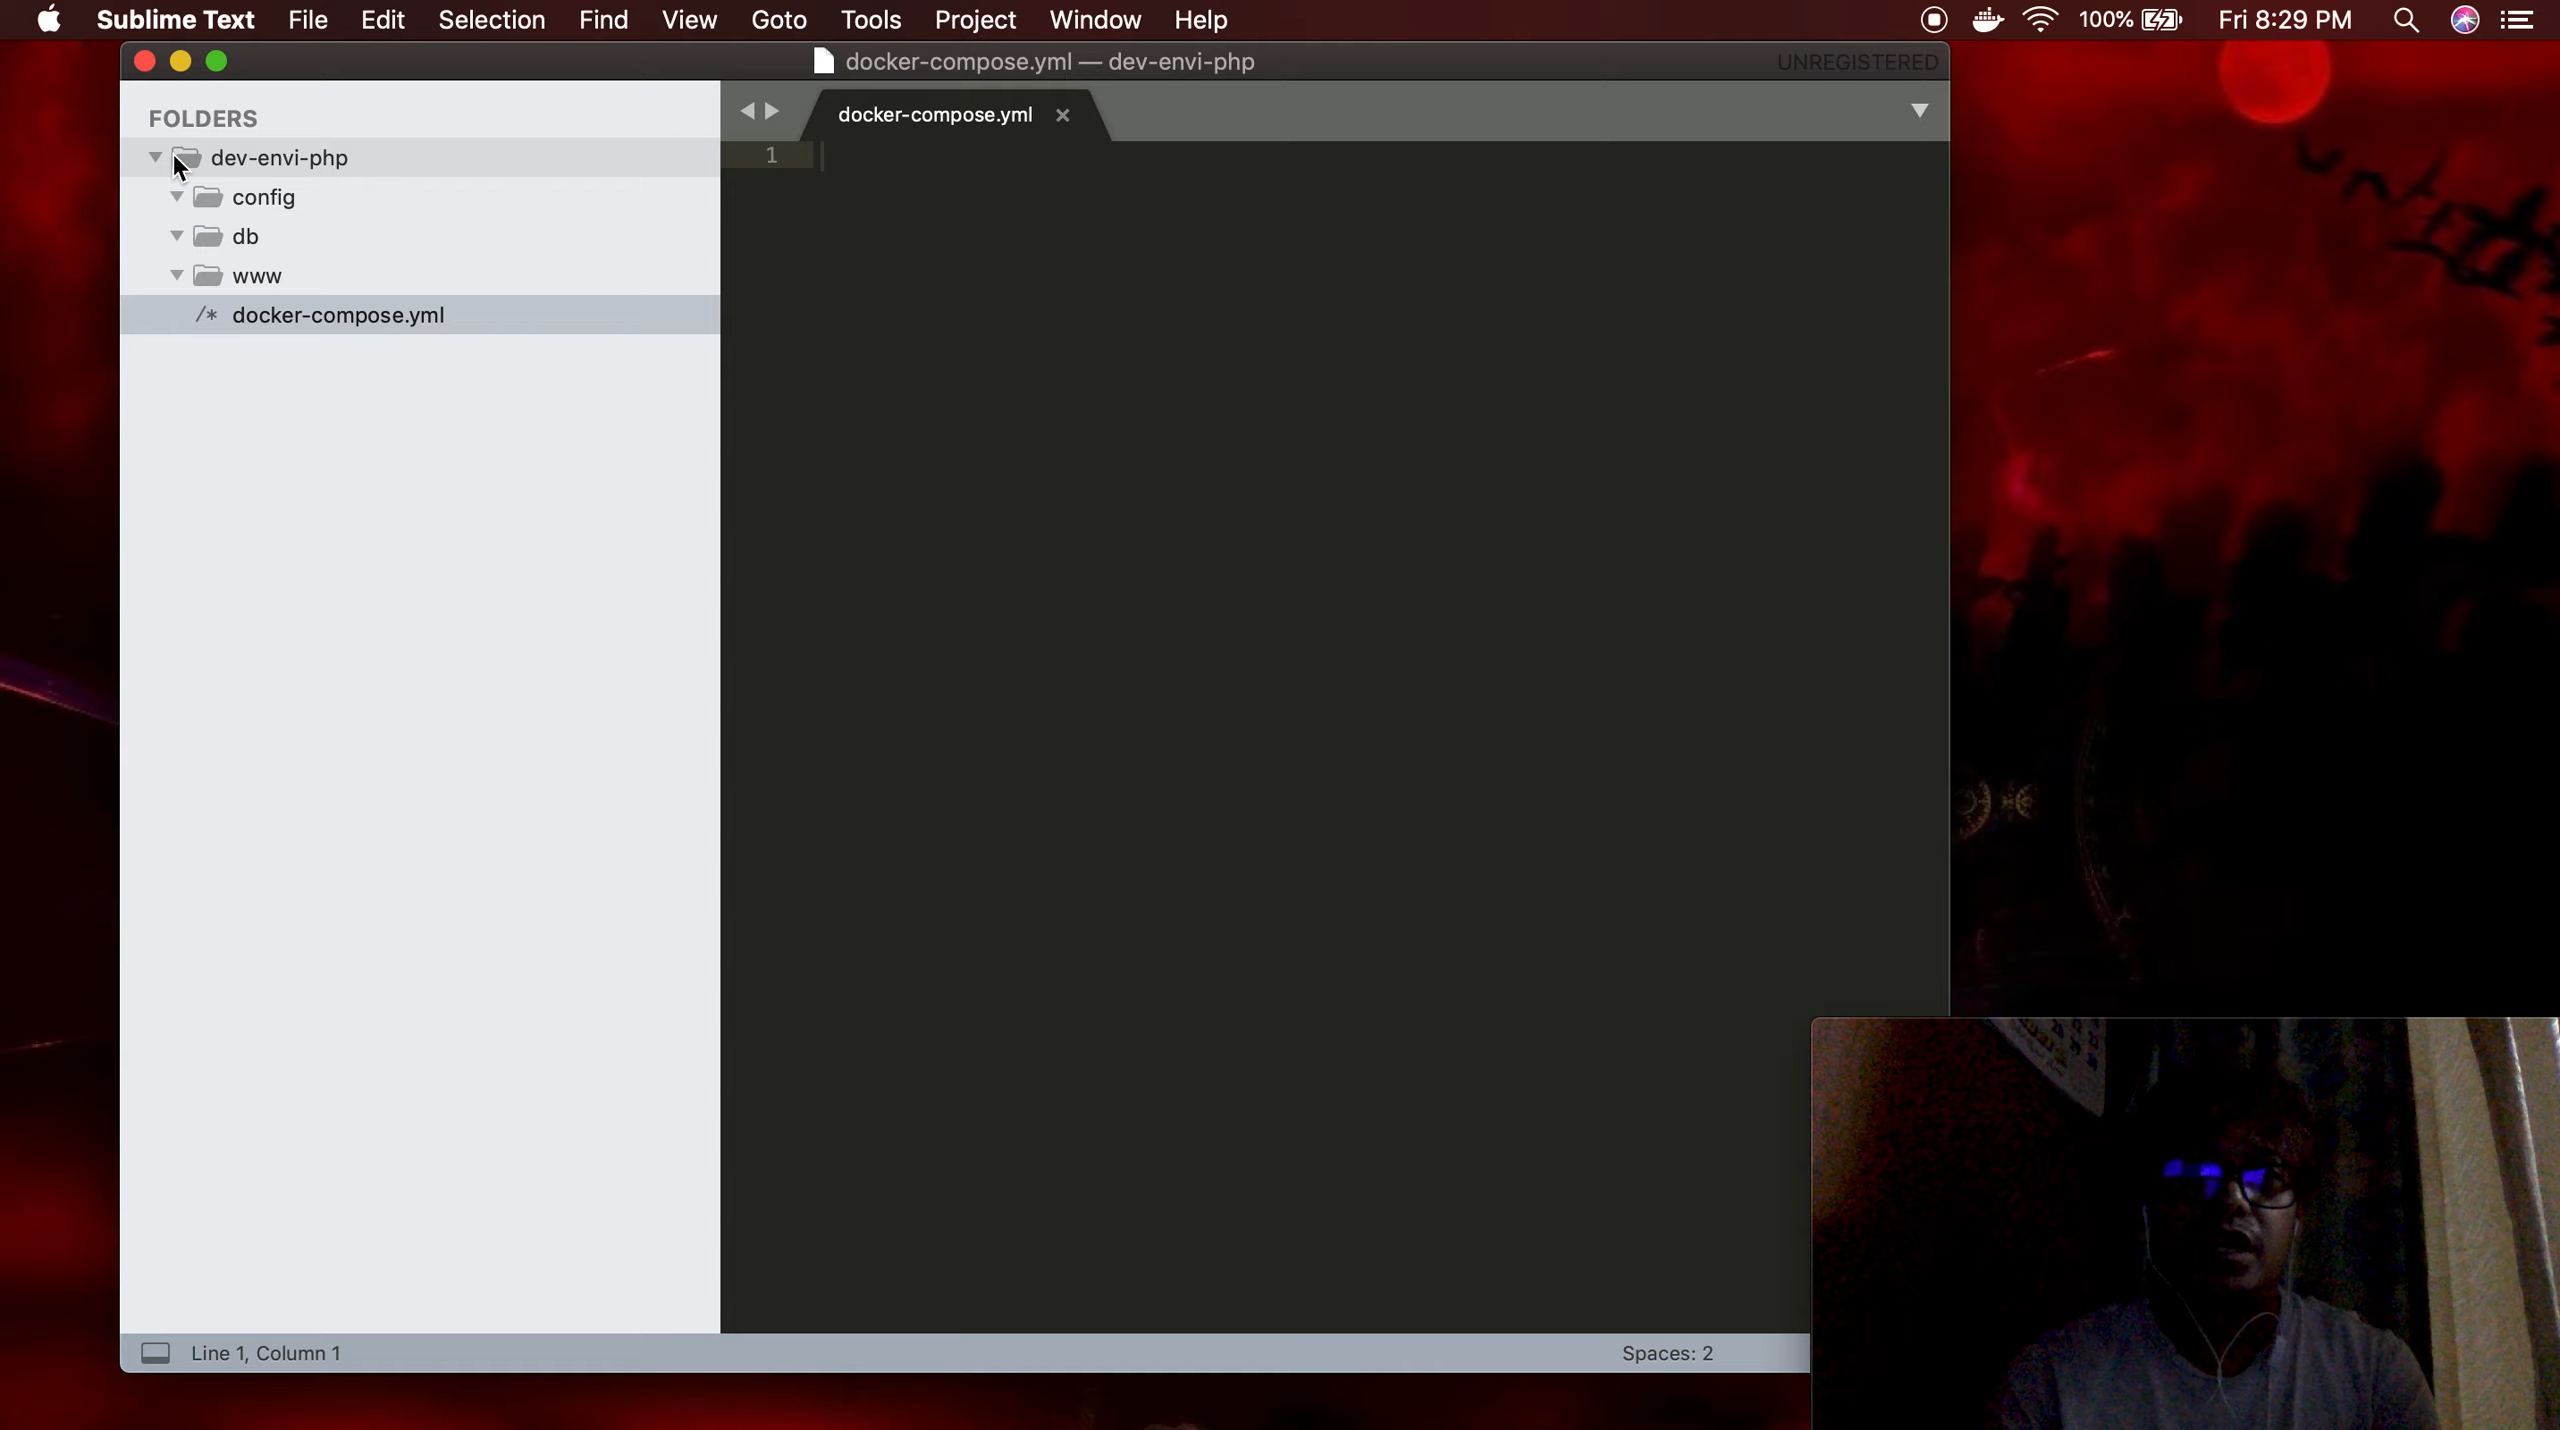 Sublime Text File Edit Selection Find View Goto Tools Project Window Help 100% Fri 8:29 PM
docker-compose.yml — dev-envi-php UNREGISTERED
FOLDERS
dev-envi-php
config
db
www
/* docker-compose.yml
docker-compose.yml ×
1
Line 1, Column 1 Spaces: 2